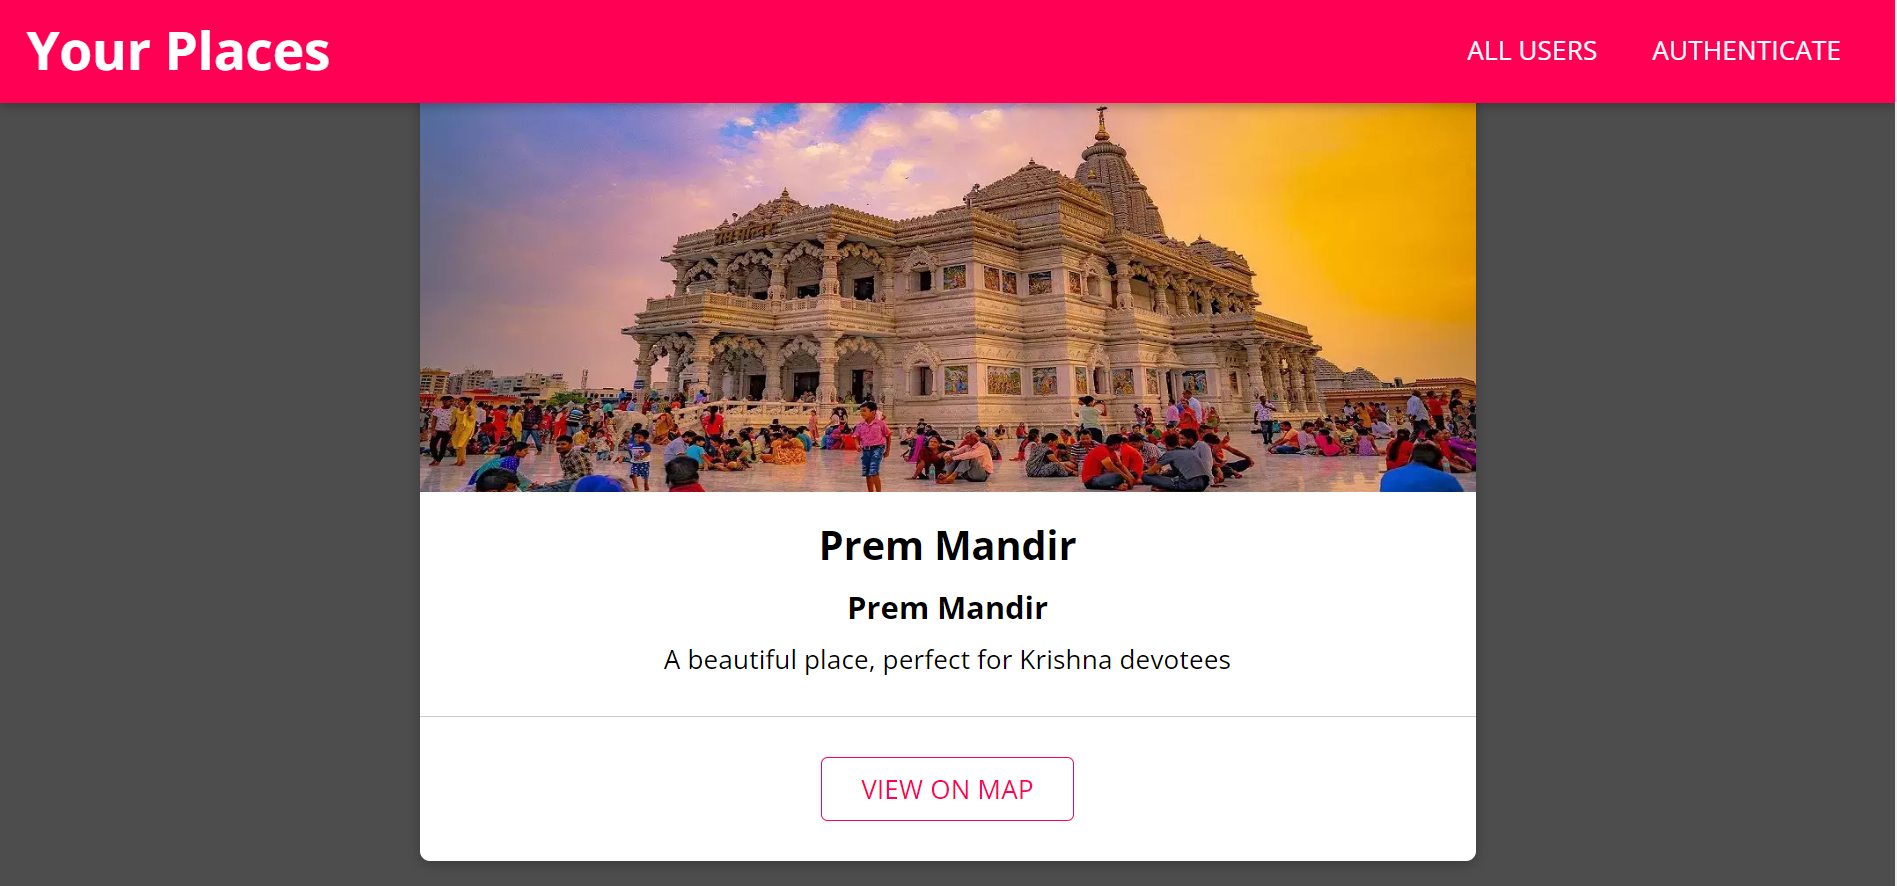 Your Places
ALL USERS
AUTHENTICATE
Prem Mandir
Prem Mandir
A beautiful place, perfect for Krishna devotees
VIEW ON MAP